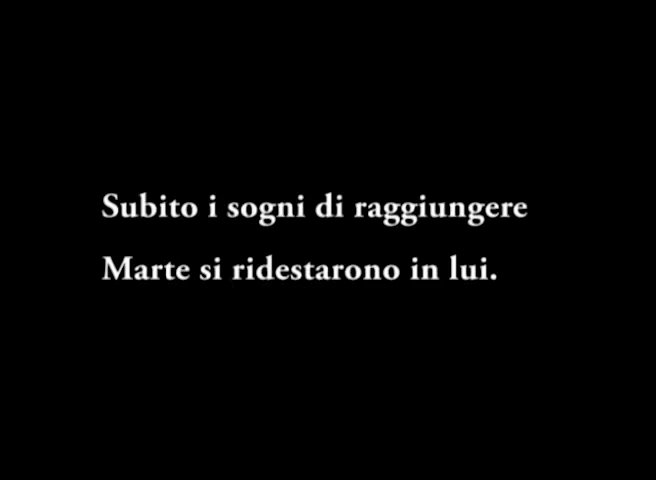 Subito i sogni di raggiungere
Marte si ridestarono in lui.